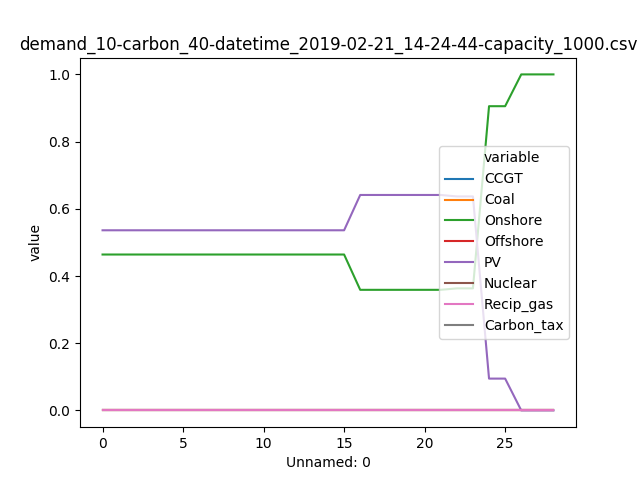 demand_10-carbon_40-datetime_2019-02-21_14-24-44-capacity_1000.csv
1.0
0.8
0.6
0.4
0.2
0.0
value
variable
CCGT
Coal
Onshore
Offshore
PV
Nuclear
Recip_gas
Carbon_tax
0
5
10
15
20
25
Unnamed: 0